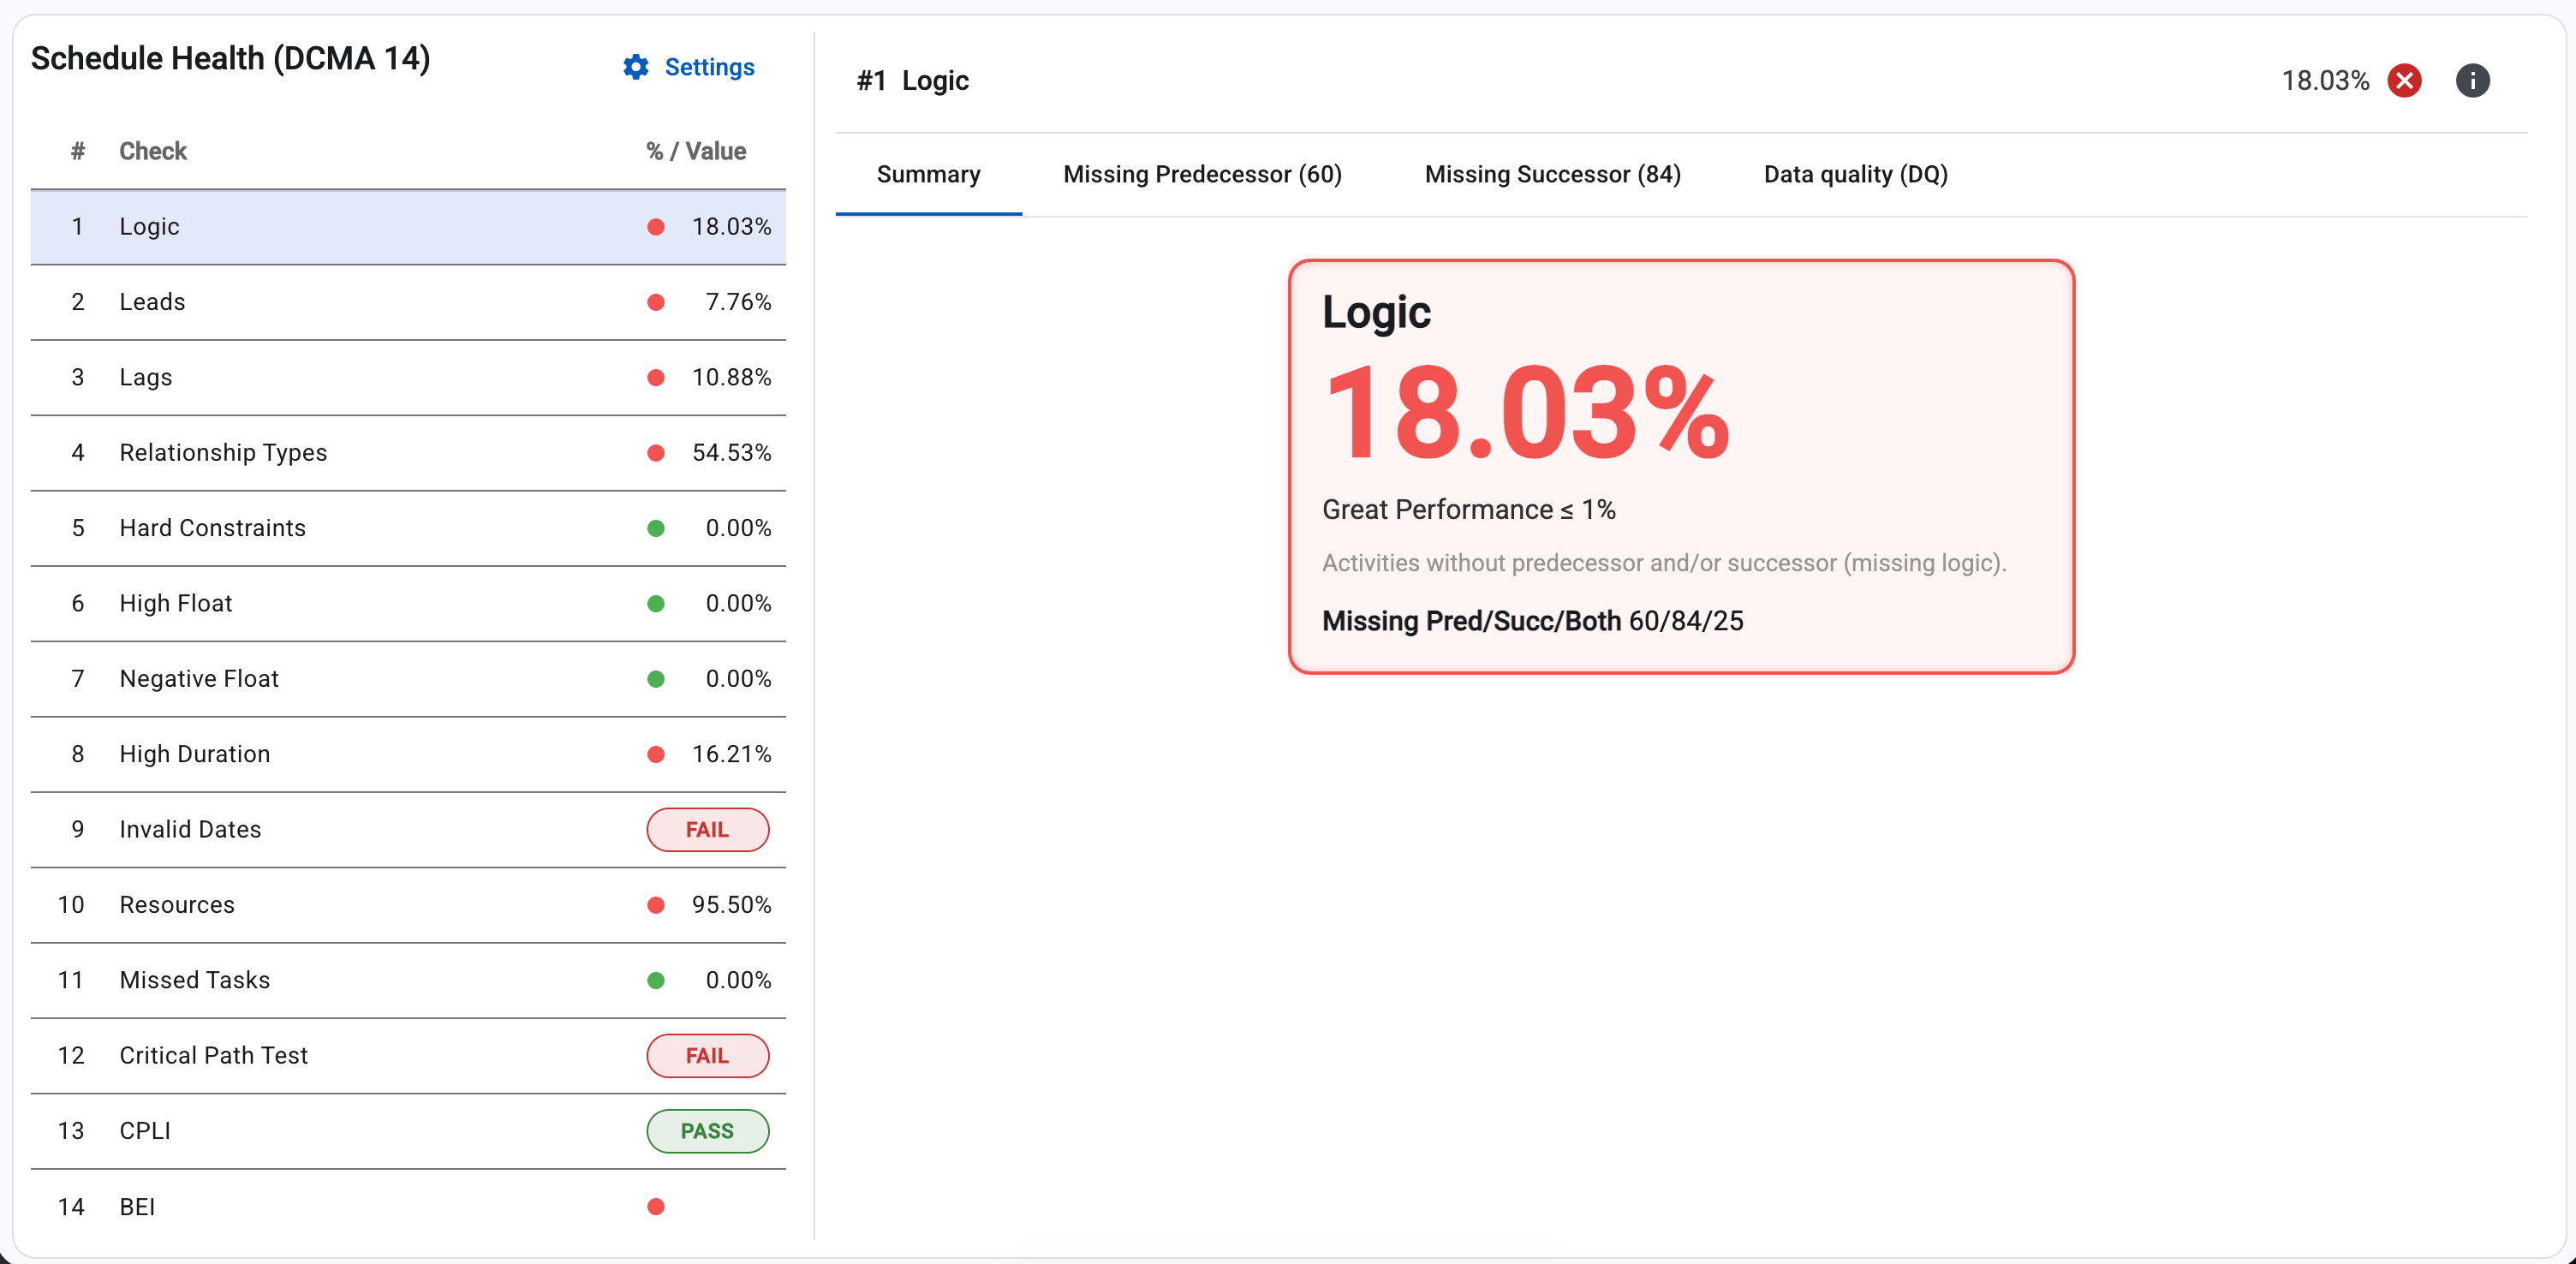 Schedule Health (DCMA 14)
Settings
# Check % / Value
1 Logic 18.03%
2 Leads 7.76%
3 Lags 10.88%
4 Relationship Types 54.53%
5 Hard Constraints 0.00%
6 High Float 0.00%
7 Negative Float 0.00%
8 High Duration 16.21%
9 Invalid Dates FAIL
10 Resources 95.50%
11 Missed Tasks 0.00%
12 Critical Path Test FAIL
13 CPLI PASS
14 BEI
#1 Logic 18.03%
Summary Missing Predecessor (60) Missing Successor (84) Data quality (DQ)
Logic
18.03%
Great Performance ≤ 1%
Activities without predecessor and/or successor (missing logic).
Missing Pred/Succ/Both 60/84/25